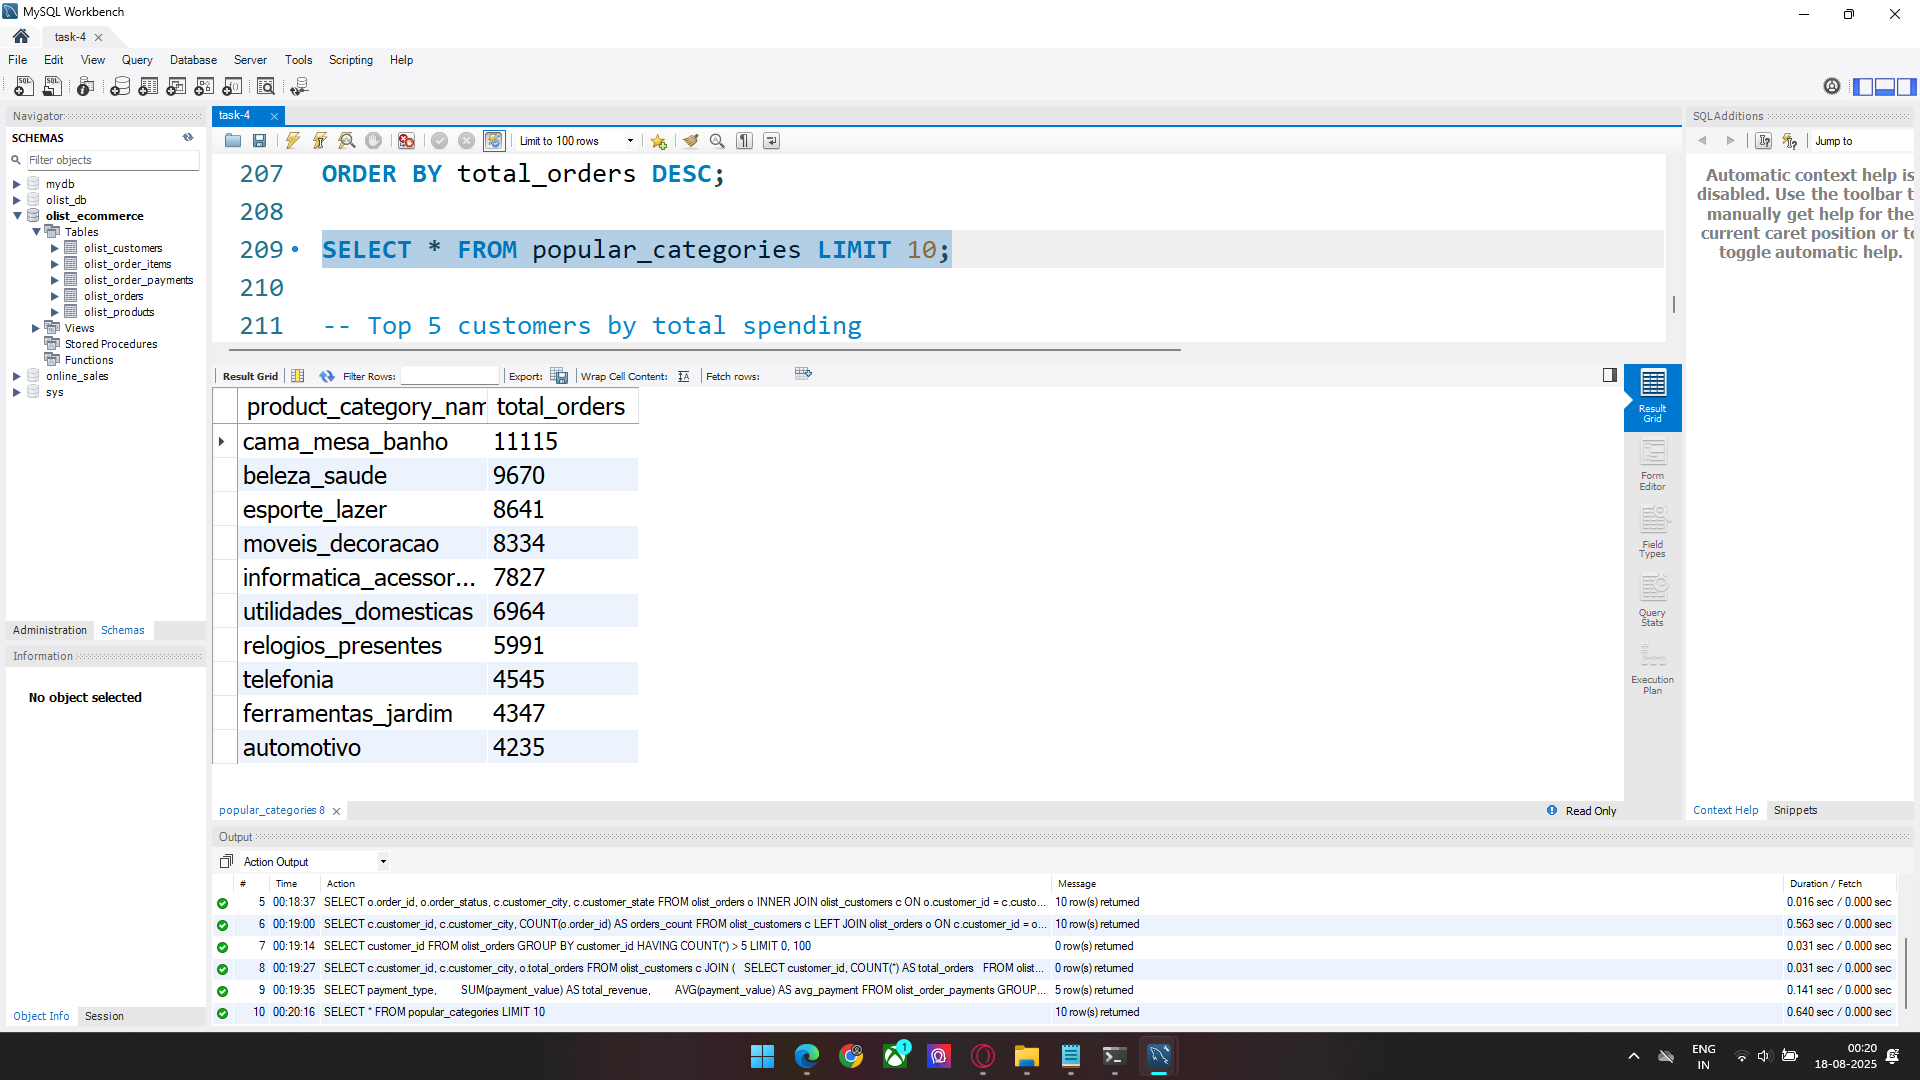 MySQL Workbench
task-4
File Edit View Query Database Server Tools Scripting Help
Navigator
SCHEMAS
Filter objects
mydb
olist_db
olist_ecommerce
Tables
olist_customers
olist_order_items
olist_order_payments
olist_orders
olist_products
Views
Stored Procedures
Functions
online_sales
sys
Administration Schemas
Information
No object selected
Object Info Session
task-4
Limit to 100 rows
207 ORDER BY total_orders DESC;
208
209 SELECT * FROM popular_categories LIMIT 10;
210
211 -- Top 5 customers by total spending
Result Grid Filter Rows: Export: Wrap Cell Content: Fetch rows:
product_category_nam total_orders
cama_mesa_banho 11115
beleza_saude 9670
esporte_lazer 8641
moveis_decoracao 8334
informatica_acessor... 7827
utilidades_domesticas 6964
relogios_presentes 5991
telefonia 4545
ferramentas_jardim 4347
automotivo 4235
Result
Grid
Form
Editor
Field
Types
Query
Stats
Execution
Plan
popular_categories 8
Read Only
SQLAdditions
Jump to
Automatic context help is
disabled. Use the toolbar t
manually get help for the
current caret position or to
toggle automatic help.
Context Help Snippets
Output
Action Output
# Time Action Message Duration / Fetch
5 00:18:37 SELECT o.order_id, o.order_status, c.customer_city, c.customer_state FROM olist_orders o INNER JOIN olist_customers c ON o.customer_id = c.custo... 10 row(s) returned 0.016 sec / 0.000 sec
6 00:19:00 SELECT c.customer_id, c.customer_city, COUNT(o.order_id) AS orders_count FROM olist_customers c LEFT JOIN olist_orders o ON c.customer_id = o... 10 row(s) returned 0.563 sec / 0.000 sec
7 00:19:14 SELECT customer_id FROM olist_orders GROUP BY customer_id HAVING COUNT(*) > 5 LIMIT 0, 100 0 row(s) returned 0.031 sec / 0.000 sec
8 00:19:27 SELECT c.customer_id, c.customer_city, o.total_orders FROM olist_customers c JOIN ( SELECT customer_id, COUNT(*) AS total_orders FROM olist... 0 row(s) returned 0.031 sec / 0.000 sec
9 00:19:35 SELECT payment_type, SUM(payment_value) AS total_revenue, AVG(payment_value) AS avg_payment FROM olist_order_payments GROUP... 5 row(s) returned 0.141 sec / 0.000 sec
10 00:20:16 SELECT * FROM popular_categories LIMIT 10 10 row(s) returned 0.640 sec / 0.000 sec
1
ENG
IN
00:20
18-08-2025